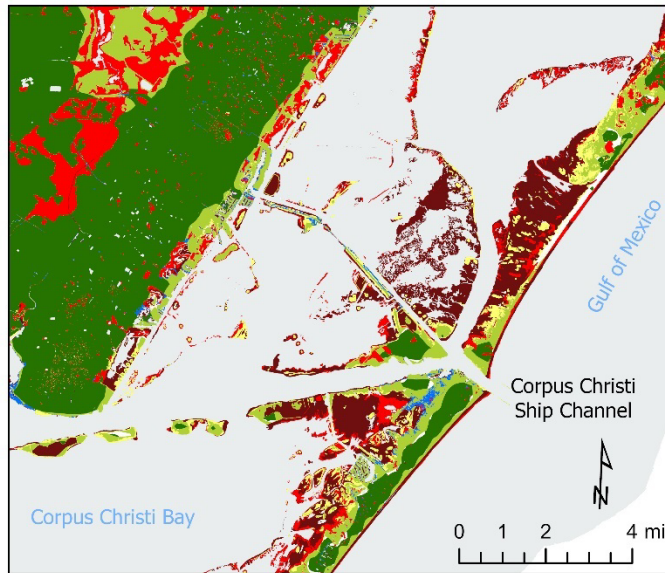 Gulf of Mexico
Corpus Christi
Ship Channel
N
Corpus Christi Bay
0 1 2 4 mi